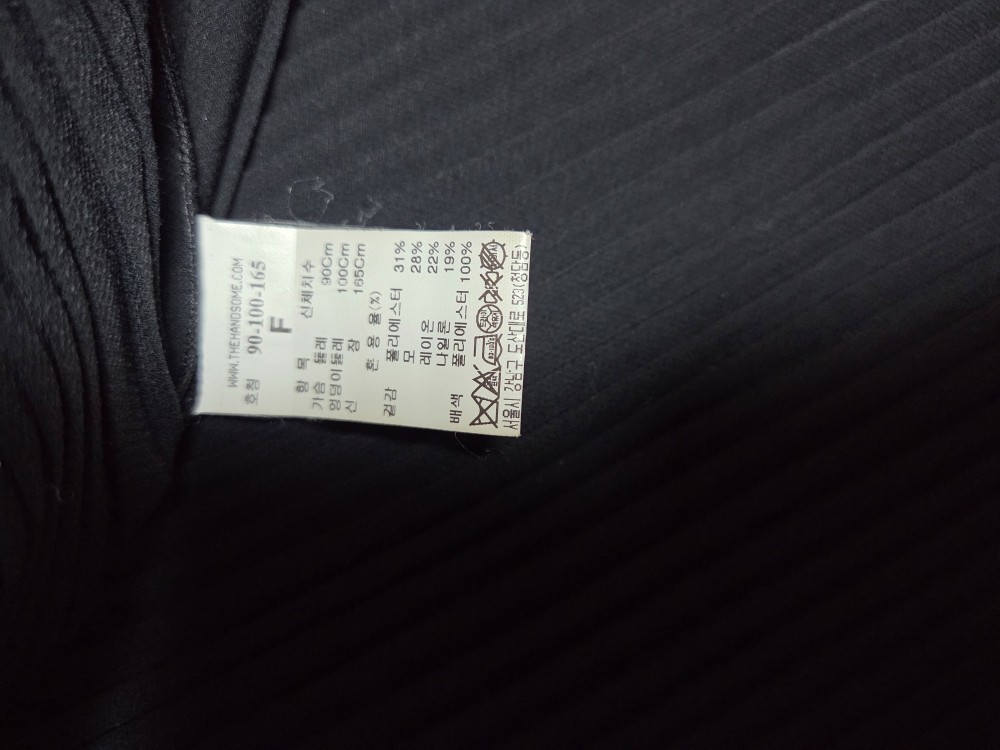 WWW.THEHANDSOME.COM
호칭 90-100-165
F
항목 신체치수
가슴 둘레 90Cm
엉덩이둘레 100Cm
신 장 165Cm
혼 용 율(%)
겉감 폴리에스터 31%
모 28%
레이온 22%
나일론 19%
배색 폴리에스터 100%
서울시 강남구 도산대로 523(청담동)